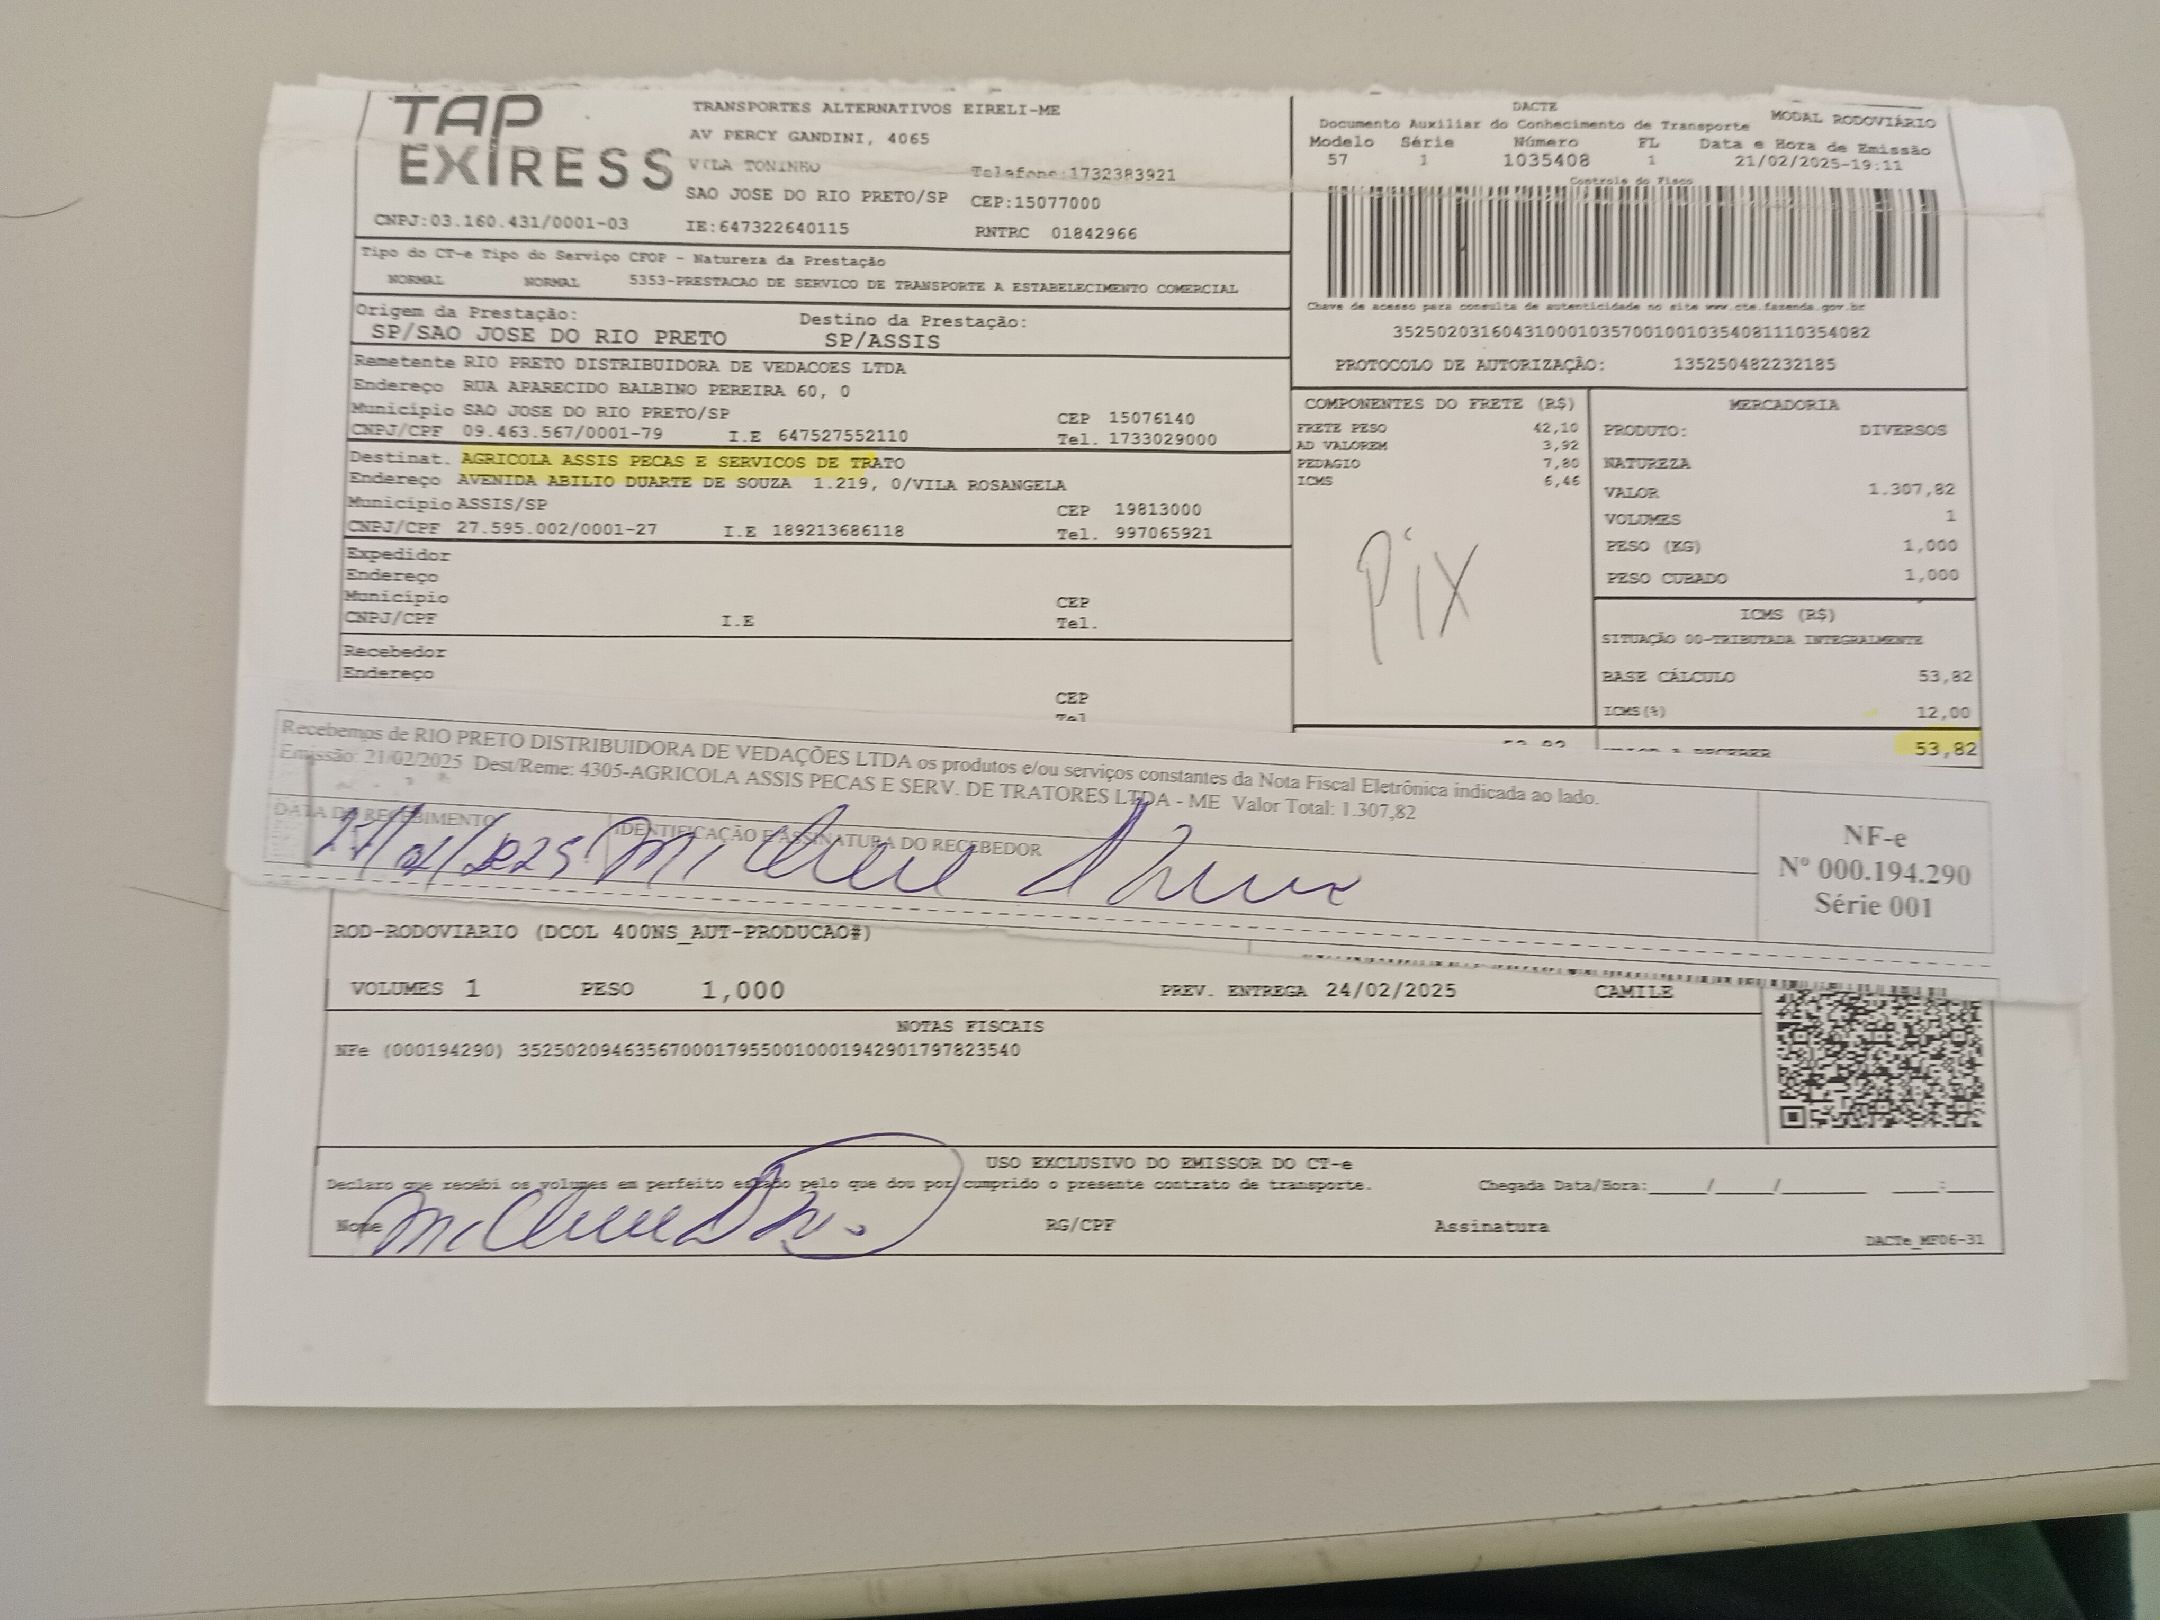 TAP
EXIRESS
TRANSPORTES ALTERNATIVOS EIRELI-ME
AV PERCY GANDINI, 4065
VILA TONINHO
Telefone:1732383921
SAO JOSE DO RIO PRETO/SP CEP:15077000
CNPJ:03.160.431/0001-03 IE:647322640115 RNTRC 01842966
DACTE
MODAL RODOVIÁRIO
Documento Auxiliar do Conhecimento de Transporte
Modelo Série Número FL Data e Hora de Emissão
57 1 1035408 1 21/02/2025-19:11
Controle do Fisco
Chave de acesso para consulta de autenticidade no site www.cte.fazenda.gov.br
35250203160431000103570010010354081110354082
PROTOCOLO DE AUTORIZAÇÃO: 135250482232185
Tipo do CT-e Tipo do Serviço CFOP - Natureza da Prestação
NORMAL NORMAL 5353-PRESTACAO DE SERVICO DE TRANSPORTE A ESTABELECIMENTO COMERCIAL
Origem da Prestação: Destino da Prestação:
SP/SAO JOSE DO RIO PRETO SP/ASSIS
Remetente RIO PRETO DISTRIBUIDORA DE VEDACOES LTDA
Endereço RUA APARECIDO BALBINO PEREIRA 60, 0
Município SAO JOSE DO RIO PRETO/SP CEP 15076140
CNPJ/CPF 09.463.567/0001-79 I.E 647527552110 Tel. 1733029000
Destinat. AGRICOLA ASSIS PECAS E SERVICOS DE TRATO
Endereço AVENIDA ABILIO DUARTE DE SOUZA 1.219, 0/VILA ROSANGELA
Município ASSIS/SP CEP 19813000
CNPJ/CPF 27.595.002/0001-27 I.E 189213686118 Tel. 997065921
Expedidor
Endereço
Município CEP
CNPJ/CPF I.E Tel.
Recebedor
Endereço
CEP
Tel
COMPONENTES DO FRETE (R$)
FRETE PESO 42,10
AD VALOREM 3,92
PEDAGIO 7,80
ICMS 6,46
Pix
MERCADORIA
PRODUTO: DIVERSOS
NATUREZA
VALOR 1.307,82
VOLUMES 1
PESO (KG) 1,000
PESO CUBADO 1,000
ICMS (R$)
SITUAÇÃO 00-TRIBUTADA INTEGRALMENTE
BASE CÁLCULO 53,82
ICMS(%) 12,00
53,82
Recebemos de RIO PRETO DISTRIBUIDORA DE VEDAÇÕES LTDA os produtos e/ou serviços constantes da Nota Fiscal Eletrônica indicada ao lado.
Emissão: 21/02/2025 Dest/Reme: 4305-AGRICOLA ASSIS PECAS E SERV. DE TRATORES LTDA - ME Valor Total: 1.307,82
DATA DE RECEBIMENTO IDENTIFICAÇÃO E ASSINATURA DO RECEBEDOR
NF-e
Nº 000.194.290
Série 001
ROD-RODOVIARIO (DCOL 400NS_AUT-PRODUCAO#)
VOLUMES 1 PESO 1,000 PREV. ENTREGA 24/02/2025 CAMILE
NOTAS FISCAIS
NFe (000194290) 35250209463567000179550010001942901797823540
USO EXCLUSIVO DO EMISSOR DO CT-e
Declaro que recebi os volumes em perfeito estado pelo que dou por cumprido o presente contrato de transporte. Chegada Data/Hora:____/____/______ ___:___
Nome RG/CPF Assinatura
DACTe_MF06-31